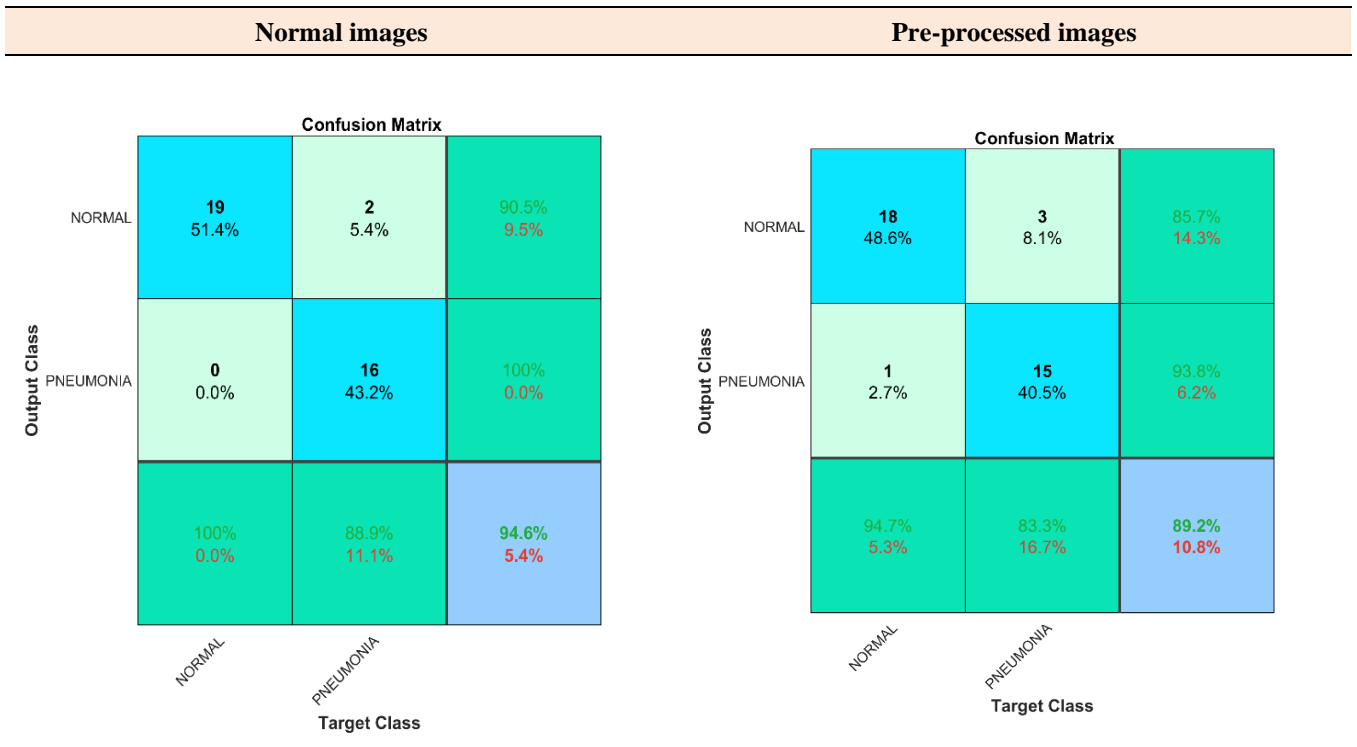 Normal images
Pre-processed images
Confusion Matrix
NORMAL
19
51.4%
2
5.4%
90.5%
9.5%
PNEUMONIA
0
0.0%
16
43.2%
100%
0.0%
100%
0.0%
88.9%
11.1%
94.6%
5.4%
Output Class
NORMAL
PNEUMONIA
Target Class
Confusion Matrix
NORMAL
18
48.6%
3
8.1%
85.7%
14.3%
PNEUMONIA
1
2.7%
15
40.5%
93.8%
6.2%
94.7%
5.3%
83.3%
16.7%
89.2%
10.8%
Output Class
NORMAL
PNEUMONIA
Target Class